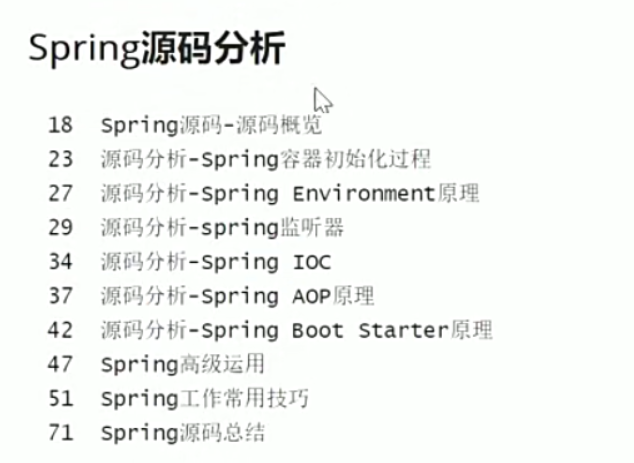 Spring源码分析
18 Spring源码-源码概览
23 源码分析-Spring容器初始化过程
27 源码分析-Spring Environment原理
29 源码分析-spring监听器
34 源码分析-Spring IOC
37 源码分析-Spring AOP原理
42 源码分析-Spring Boot Starter原理
47 Spring高级运用
51 Spring工作常用技巧
71 Spring源码总结